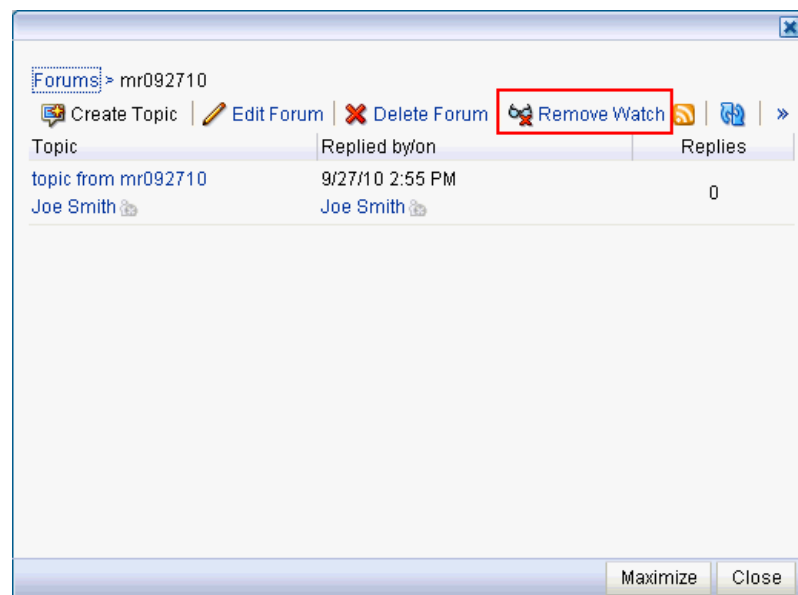 Forums > mr092710
Create Topic Edit Forum Delete Forum Remove Watch »
Topic Replied by/on Replies
topic from mr092710 9/27/10 2:55 PM 0
Joe Smith Joe Smith
Maximize Close